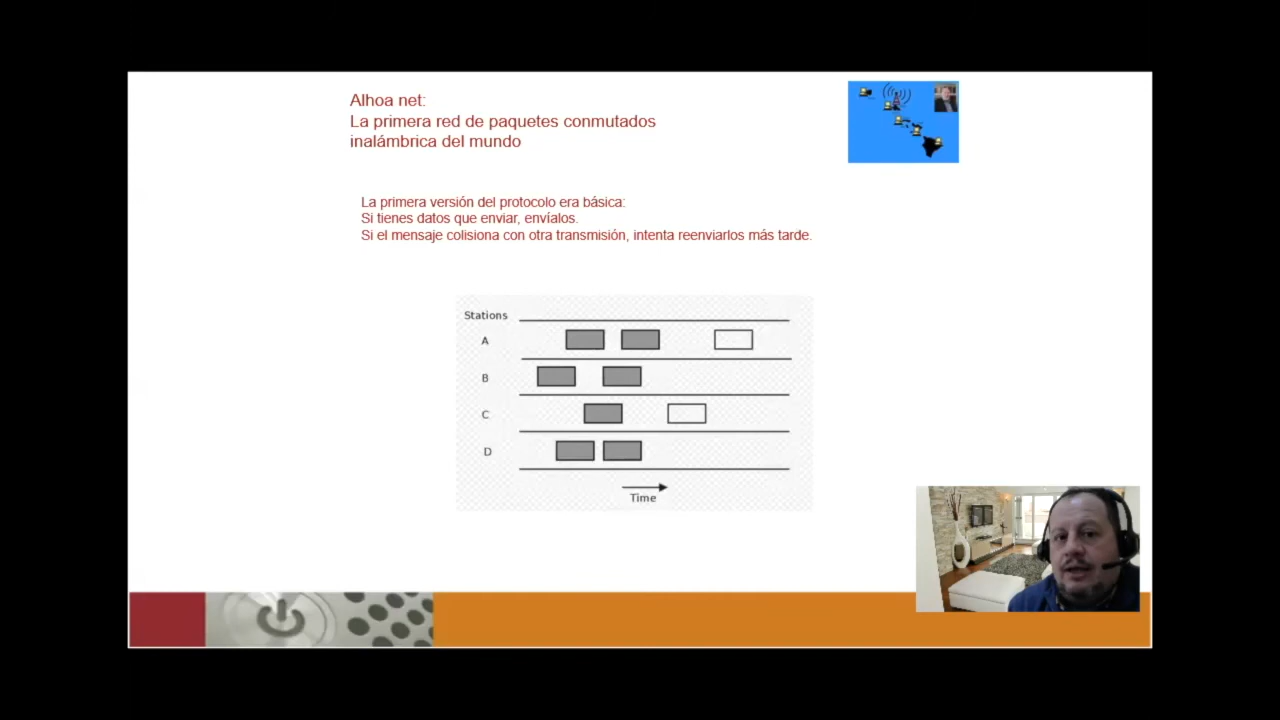 Alhoa net:
La primera red de paquetes conmutados
inalámbrica del mundo
La primera versión del protocolo era básica:
Si tienes datos que enviar, envíalos.
Si el mensaje colisiona con otra transmisión, intenta reenviarlos más tarde.
Stations
A
B
C
D
Time